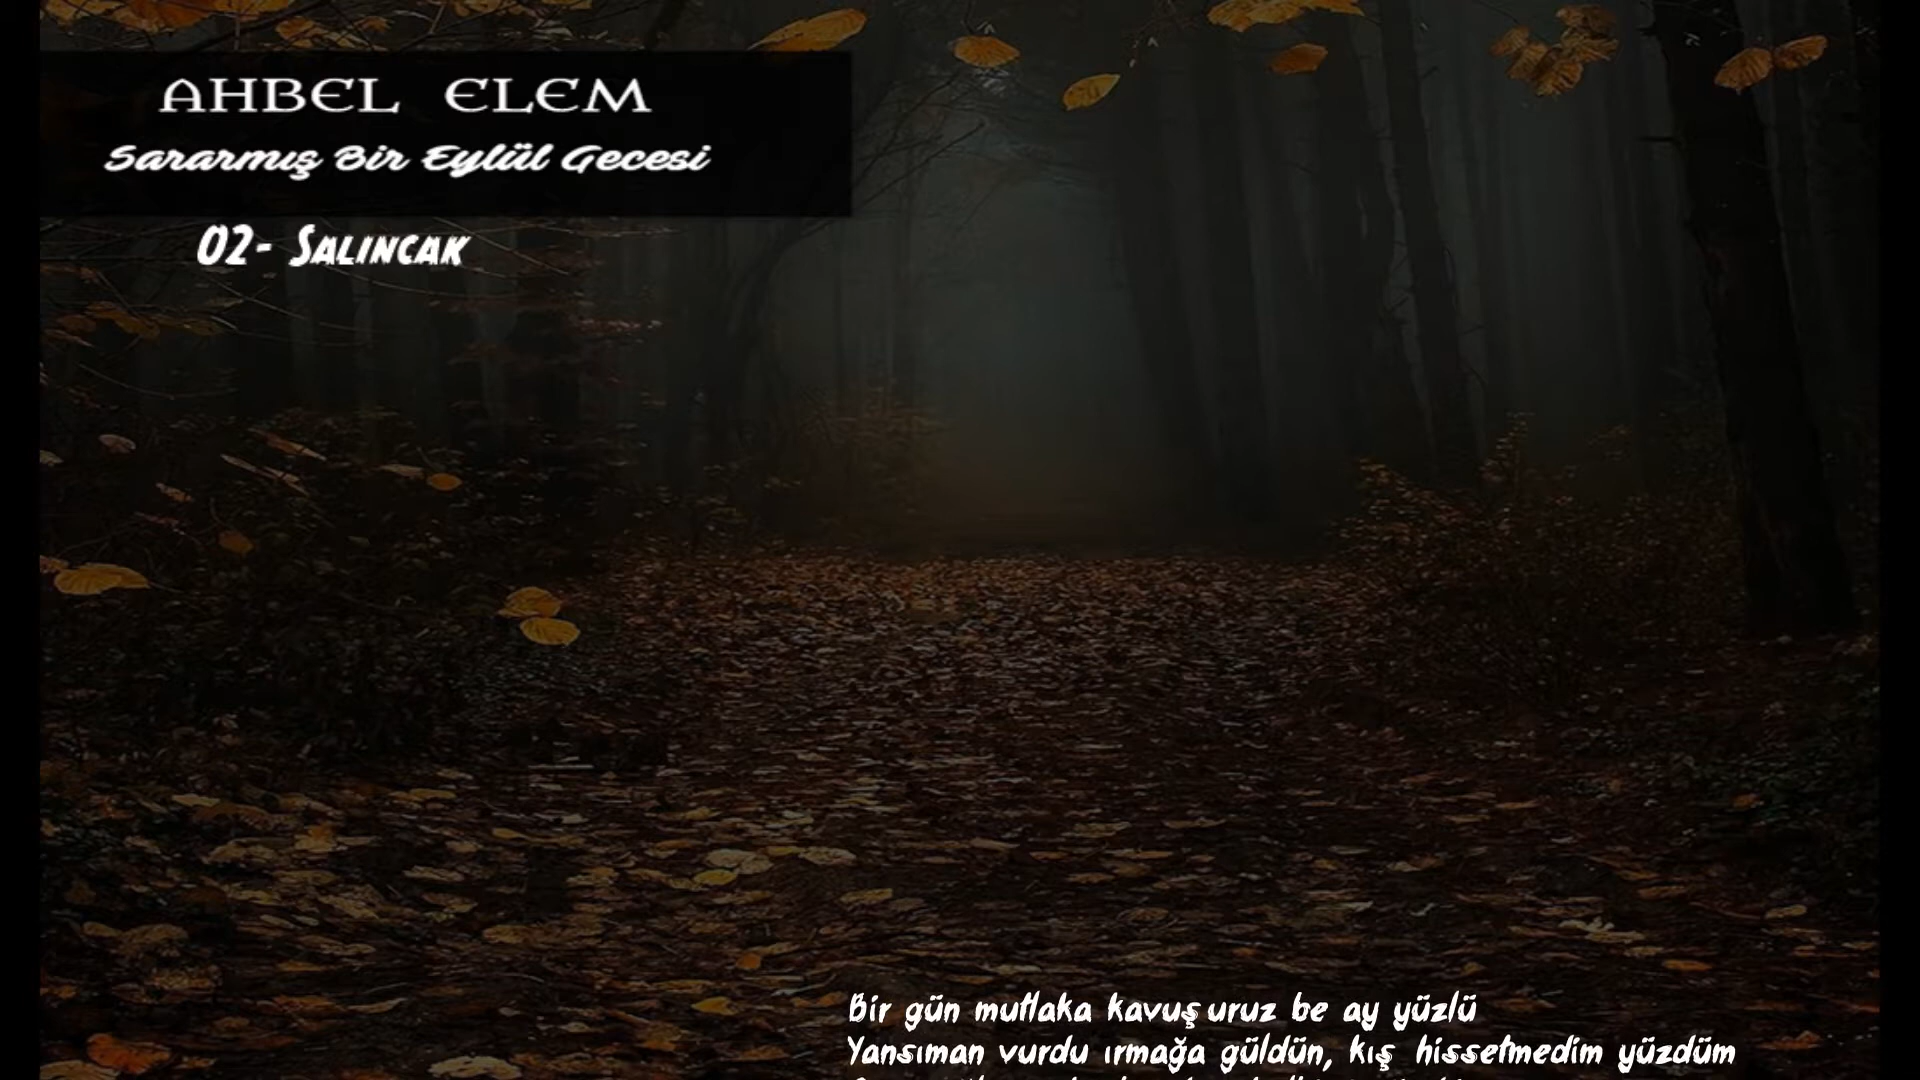 AHBEL ELEM
Sararmış Bir Eylül Gecesi
02- Salıncak
Bir gün mutlaka kavuşuruz be ay yüzlü
Yansıman vurdu ırmağa güldün, kış hissetmedim yüzdüm